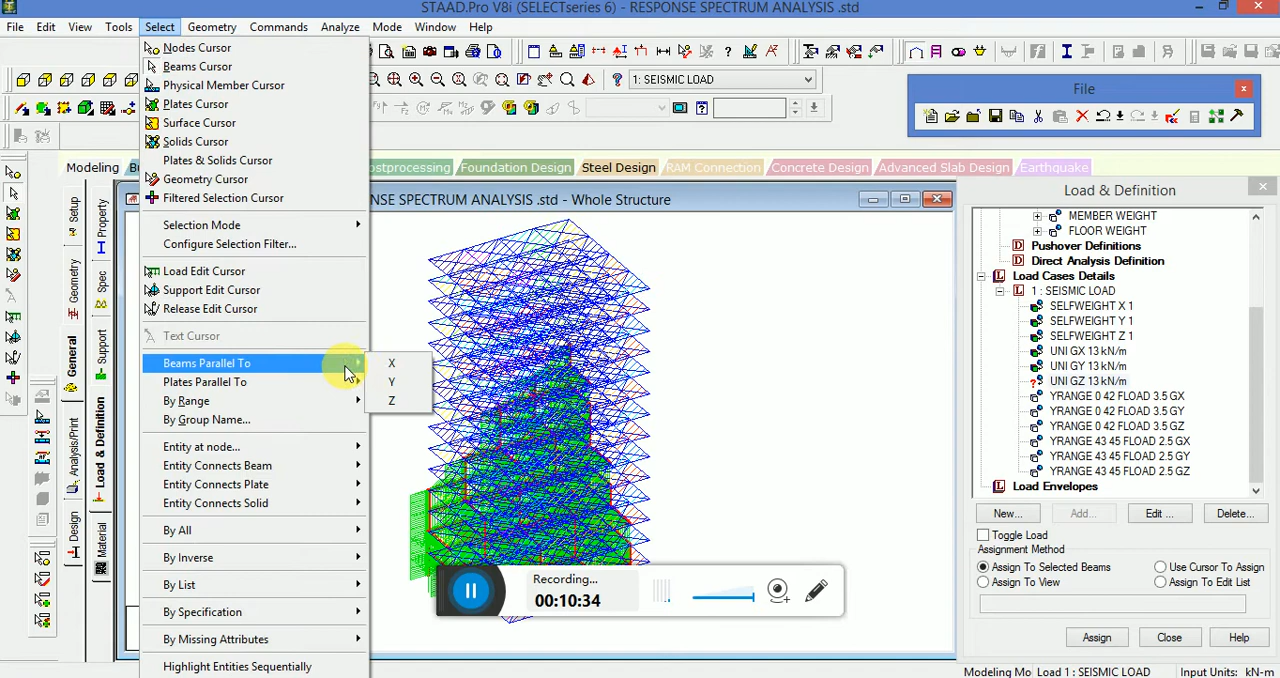 STAAD.Pro V8i (SELECTseries 6) - RESPONSE SPECTRUM ANALYSIS .std
File Edit View Tools Select Geometry Commands Analyze Mode Window Help
1: SEISMIC LOAD
File
Modeling
ostprocessing Foundation Design Steel Design RAM Connection Concrete Design Advanced Slab Design Earthquake
Nodes Cursor
Beams Cursor
Physical Member Cursor
Plates Cursor
Surface Cursor
Solids Cursor
Plates & Solids Cursor
Geometry Cursor
Filtered Selection Cursor
Selection Mode
Configure Selection Filter...
Load Edit Cursor
Support Edit Cursor
Release Edit Cursor
Text Cursor
Beams Parallel To
Plates Parallel To
By Range
By Group Name...
Entity at node...
Entity Connects Beam
Entity Connects Plate
Entity Connects Solid
By All
By Inverse
By List
By Specification
By Missing Attributes
Highlight Entities Sequentially
X
Y
Z
Setup
Geometry
General
Analysis/Print
Design
Property
Spec
Support
Load & Definition
Material
NSE SPECTRUM ANALYSIS .std - Whole Structure
Recording...
00:10:34
Load & Definition
MEMBER WEIGHT
FLOOR WEIGHT
Pushover Definitions
Direct Analysis Definition
Load Cases Details
1 : SEISMIC LOAD
SELFWEIGHT X 1
SELFWEIGHT Y 1
SELFWEIGHT Z 1
UNI GX 13 kN/m
UNI GY 13 kN/m
UNI GZ 13 kN/m
YRANGE 0 42 FLOAD 3.5 GX
YRANGE 0 42 FLOAD 3.5 GY
YRANGE 0 42 FLOAD 3.5 GZ
YRANGE 43 45 FLOAD 2.5 GX
YRANGE 43 45 FLOAD 2.5 GY
YRANGE 43 45 FLOAD 2.5 GZ
Load Envelopes
New... Add... Edit ... Delete...
Toggle Load
Assignment Method
Assign To Selected Beams Use Cursor To Assign
Assign To View Assign To Edit List
Assign Close Help
Modeling Mo Load 1 : SEISMIC LOAD Input Units: kN-m